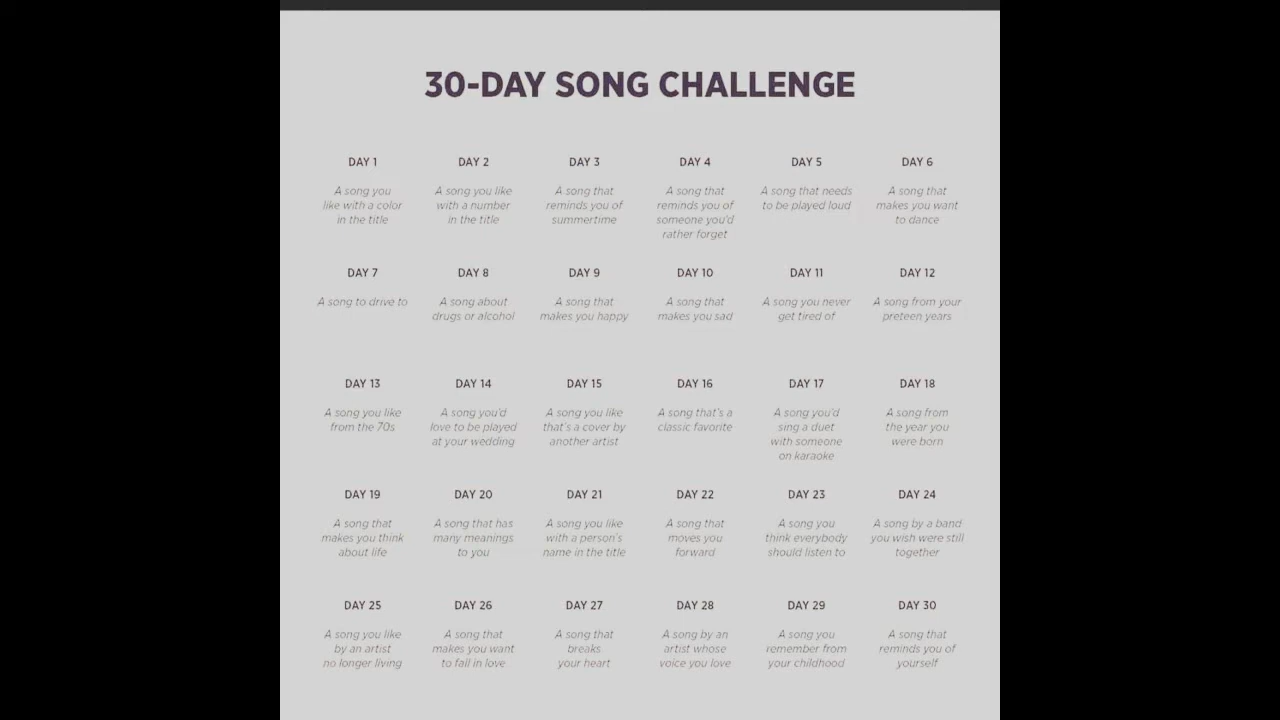 30-DAY SONG CHALLENGE
DAY 1
A song you
like with a color
in the title
DAY 2
A song you like
with a number
in the title
DAY 3
A song that
reminds you of
summertime
DAY 4
A song that
reminds you of
someone you'd
rather forget
DAY 5
A song that needs
to be played loud
DAY 6
A song that
makes you want
to dance
DAY 7
A song to drive to
DAY 8
A song about
drugs or alcohol
DAY 9
A song that
makes you happy
DAY 10
A song that
makes you sad
DAY 11
A song you never
get tired of
DAY 12
A song from your
preteen years
DAY 13
A song you like
from the 70s
DAY 14
A song you'd
love to be played
at your wedding
DAY 15
A song you like
that's a cover by
another artist
DAY 16
A song that's a
classic favorite
DAY 17
A song you'd
sing a duet
with someone
on karaoke
DAY 18
A song from
the year you
were born
DAY 19
A song that
makes you think
about life
DAY 20
A song that has
many meanings
to you
DAY 21
A song you like
with a person's
name in the title
DAY 22
A song that
moves you
forward
DAY 23
A song you
think everybody
should listen to
DAY 24
A song by a band
you wish were still
together
DAY 25
A song you like
by an artist
no longer living
DAY 26
A song that
makes you want
to fall in love
DAY 27
A song that
breaks
your heart
DAY 28
A song by an
artist whose
voice you love
DAY 29
A song you
remember from
your childhood
DAY 30
A song that
reminds you of
yourself